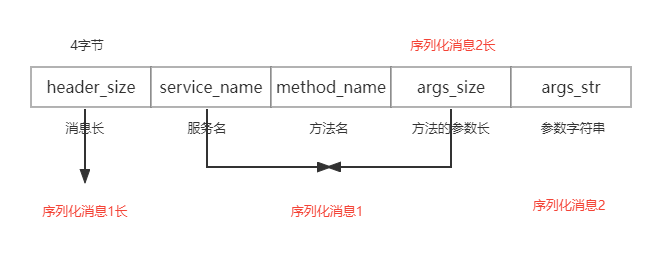 4字节
序列化消息2长
header_size
service_name
method_name
args_size
args_str
消息长
服务名
方法名
方法的参数长
参数字符串
序列化消息1长
序列化消息1
序列化消息2